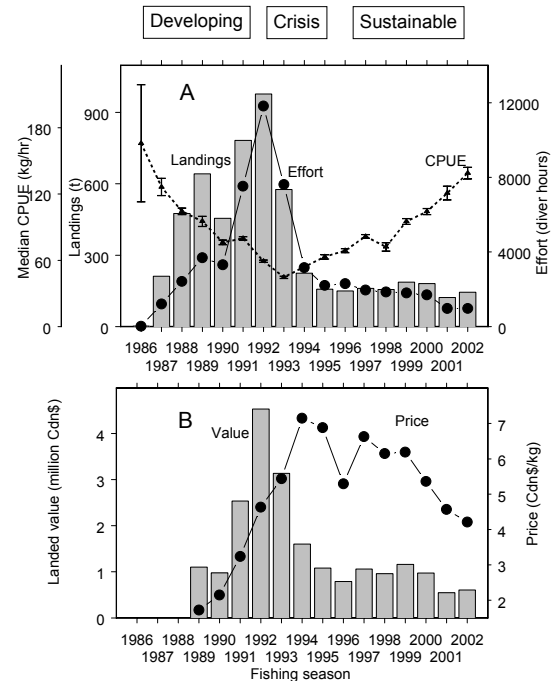 Developing Crisis Sustainable
A
Landings
Effort
CPUE
Median CPUE (kg/hr)
180
120
60
0
Landings (t)
900
600
300
0
Effort (diver hours)
12000
8000
4000
0
1986 1988 1989 1990 1992 1994 1996 1998 2000 2002
1987 1991 1993 1995 1997 1999 2001
B
Value
Price
Landed value (million Cdn$)
4
3
2
1
0
Price (Cdn$/kg)
7
6
5
4
3
2
1986 1988 1989 1990 1992 1994 1996 1998 2000 2002
1987 1991 1993 1995 1997 1999 2001
Fishing season